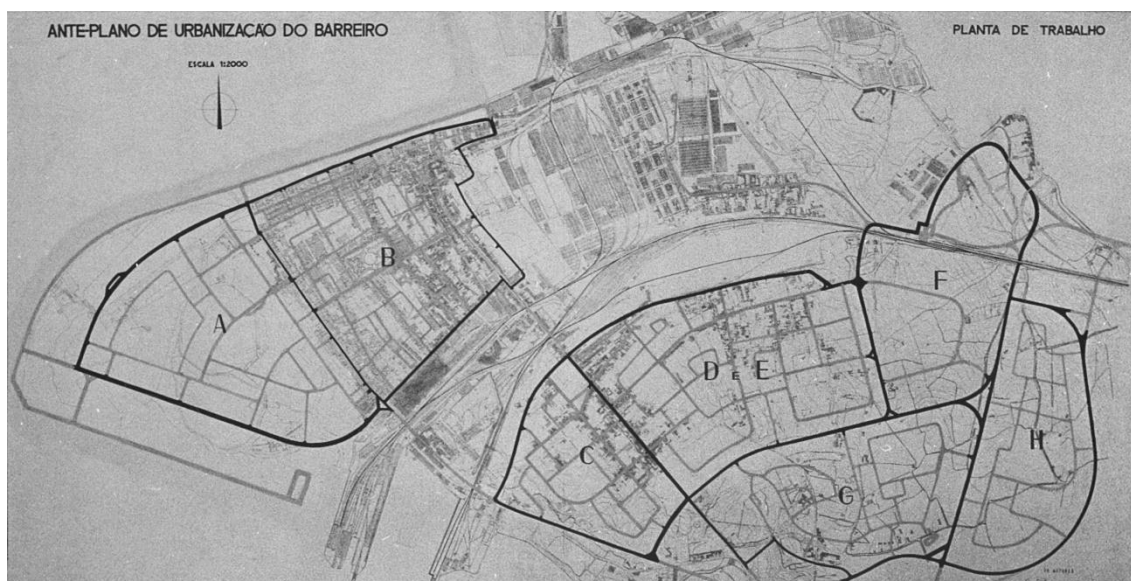 ANTE-PLANO DE URBANIZAÇÃO DO BARREIRO
PLANTA DE TRABALHO
ESCALA 1:2000
B
F
A
D E E
C
H
G
S.